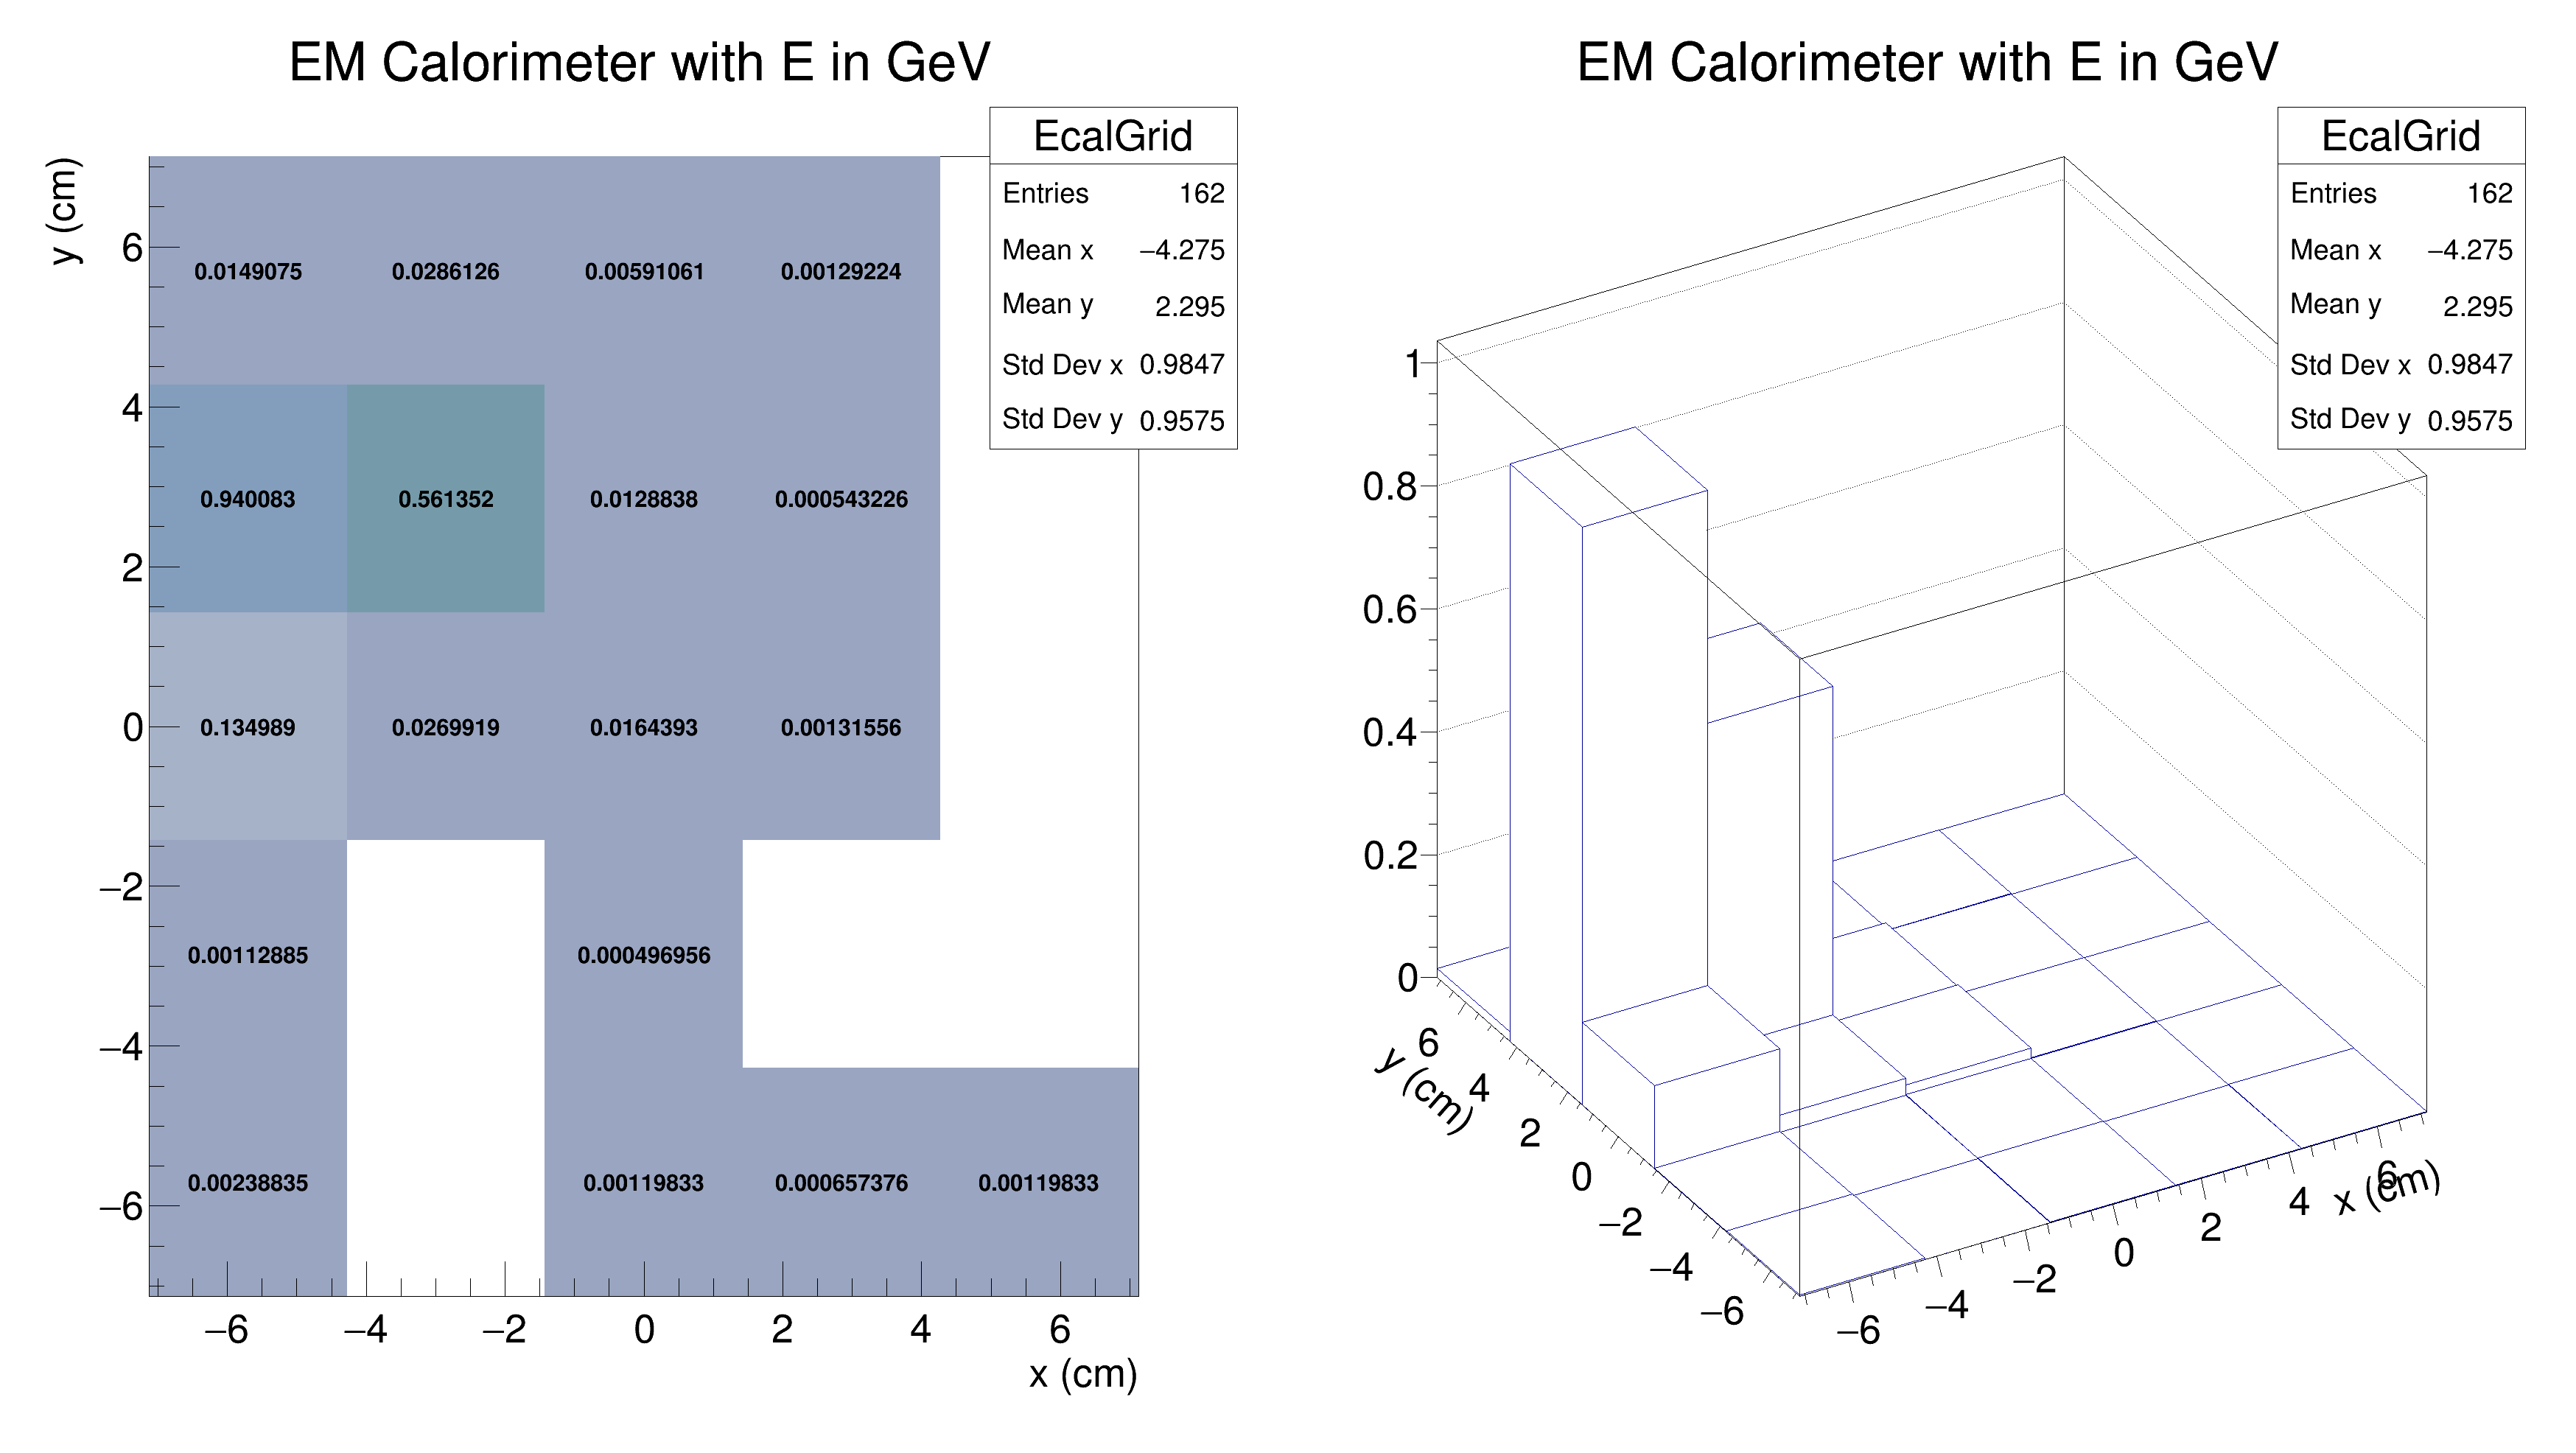 EM Calorimeter with E in GeV
EcalGrid
Entries 162
Mean x −4.275
Mean y 2.295
Std Dev x 0.9847
Std Dev y 0.9575
y (cm)
6
4
2
0
−2
−4
−6
0.0149075 0.0286126 0.00591061 0.00129224
0.940083 0.561352 0.0128838 0.000543226
0.134989 0.0269919 0.0164393 0.00131556
0.00112885 0.000496956
0.00238835 0.00119833 0.000657376 0.00119833
−6 −4 −2 0 2 4 6
x (cm)
EM Calorimeter with E in GeV
EcalGrid
Entries 162
Mean x −4.275
Mean y 2.295
Std Dev x 0.9847
Std Dev y 0.9575
1
0.8
0.6
0.4
0.2
0
y (cm)
6
4
2
0
−2
−4
−6
−6
−4
−2
0
2
4
6
x (cm)